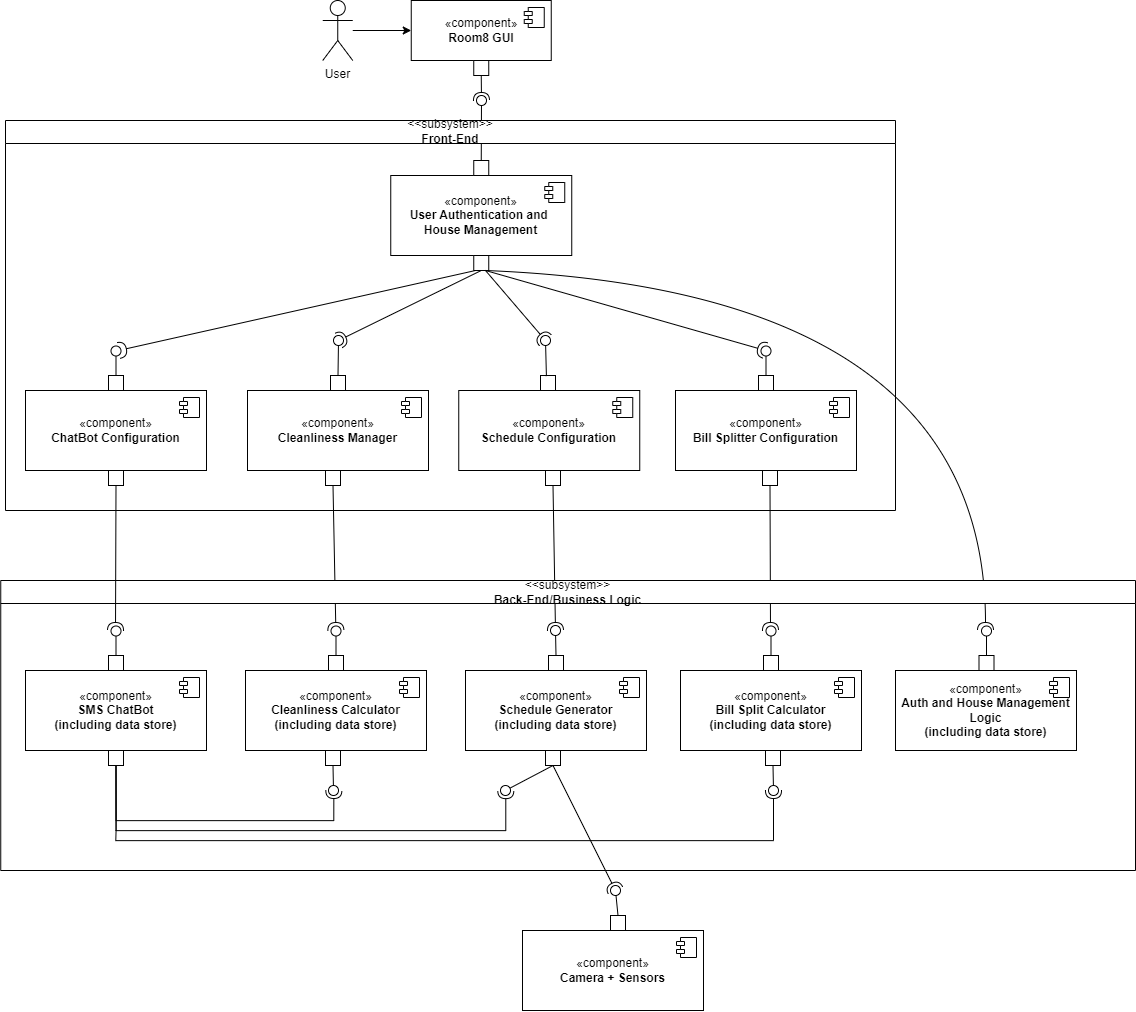 «component»
Room8 GUI
User
<<subsystem>>
Front-End
«component»
User Authentication and
House Management
«component»
ChatBot Configuration
«component»
Cleanliness Manager
«component»
Schedule Configuration
«component»
Bill Splitter Configuration
<<subsystem>>
Back-End/Business Logic
«component»
SMS ChatBot
(including data store)
«component»
Cleanliness Calculator
(including data store)
«component»
Schedule Generator
(including data store)
«component»
Bill Split Calculator
(including data store)
«component»
Auth and House Management
Logic
(including data store)
«component»
Camera + Sensors